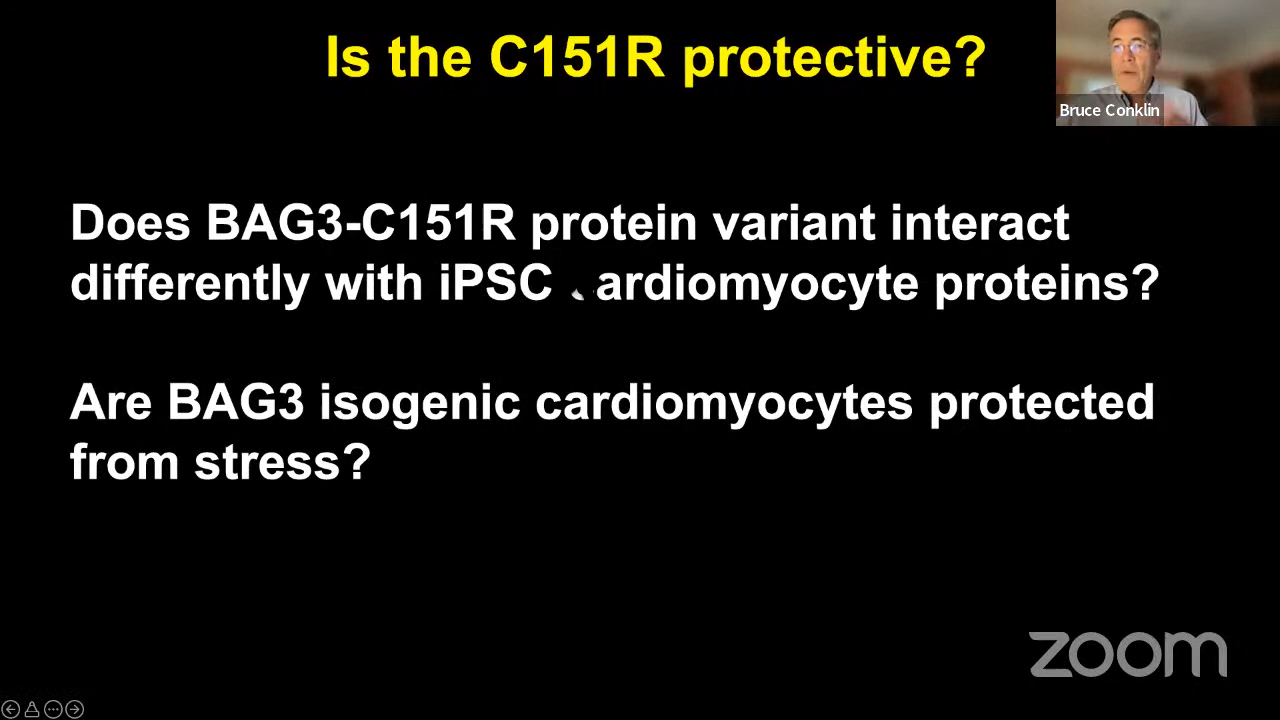 Is the C151R protective?
Bruce Conklin
Does BAG3-C151R protein variant interact
differently with iPSC ardiomyocyte proteins?
Are BAG3 isogenic cardiomyocytes protected
from stress?
zoom